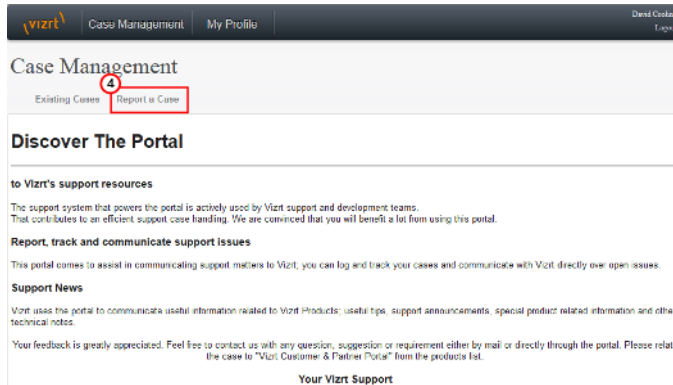 vizrt Case Management My Profile
David
Case Management
4
Existing Cases Report a Case
Discover The Portal
to Vizrt's support resources
The support system that powers the portal is actively used by Vizrt support and development teams.
That contributes to an efficient support case handling. We are convinced that you will benefit a lot from using this portal.
Report, track and communicate support issues
This portal comes to assist in communicating support matters to Vizrt; you can log and track your cases and communicate with Vizrt directly over open issues.
Support News
Vizrt uses the portal to communicate useful information related to Vizrt Products; useful tips, support announcements, special product related information and othe
technical notes.
Your feedback is greatly appreciated. Feel free to contact us with any question, suggestion or requirement either by mail or directly through the portal. Please relat
the case to "Vizrt Customer & Partner Portal" from the products list.
Your Vizrt Support